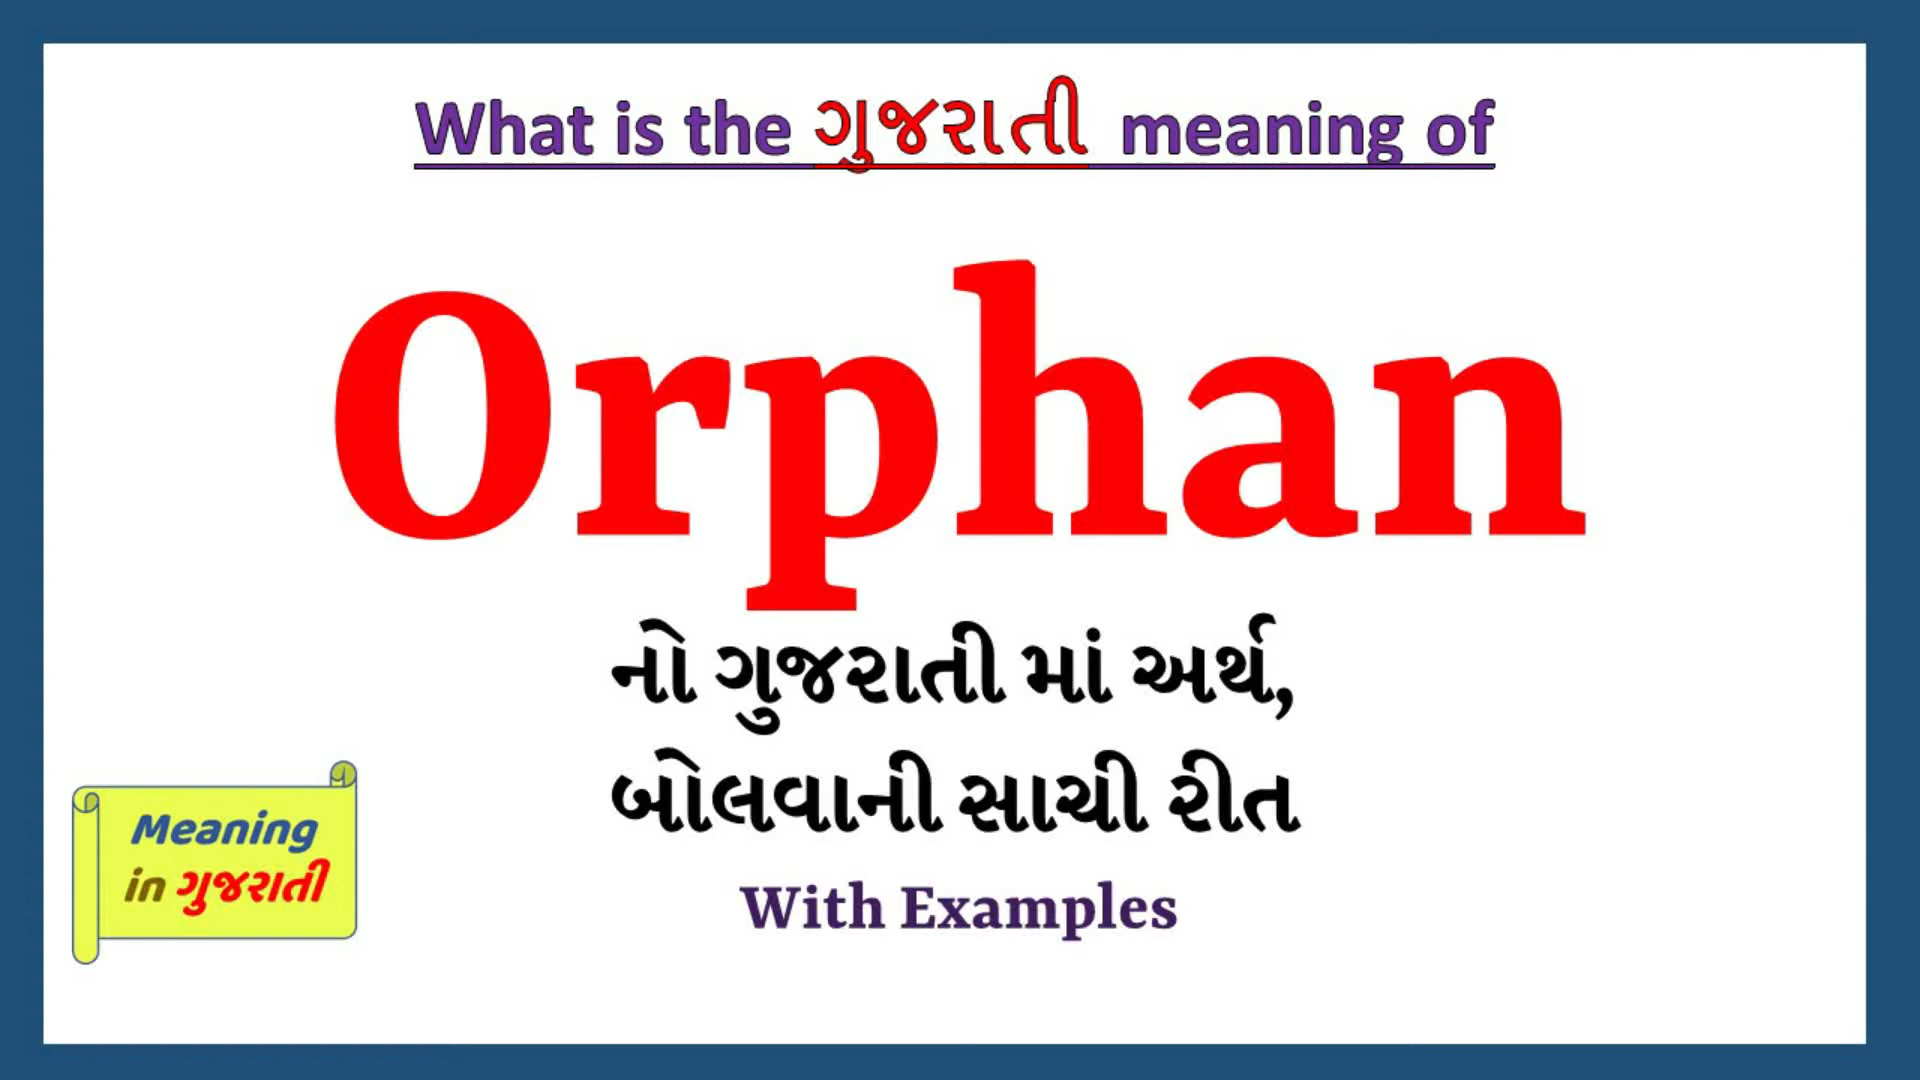 What is the ગુજરાતી meaning of
Orphan
નો ગુજરાતી માં અર્થ,
બોલવાની સાચી રીત
With Examples
Meaning
in ગુજરાતી